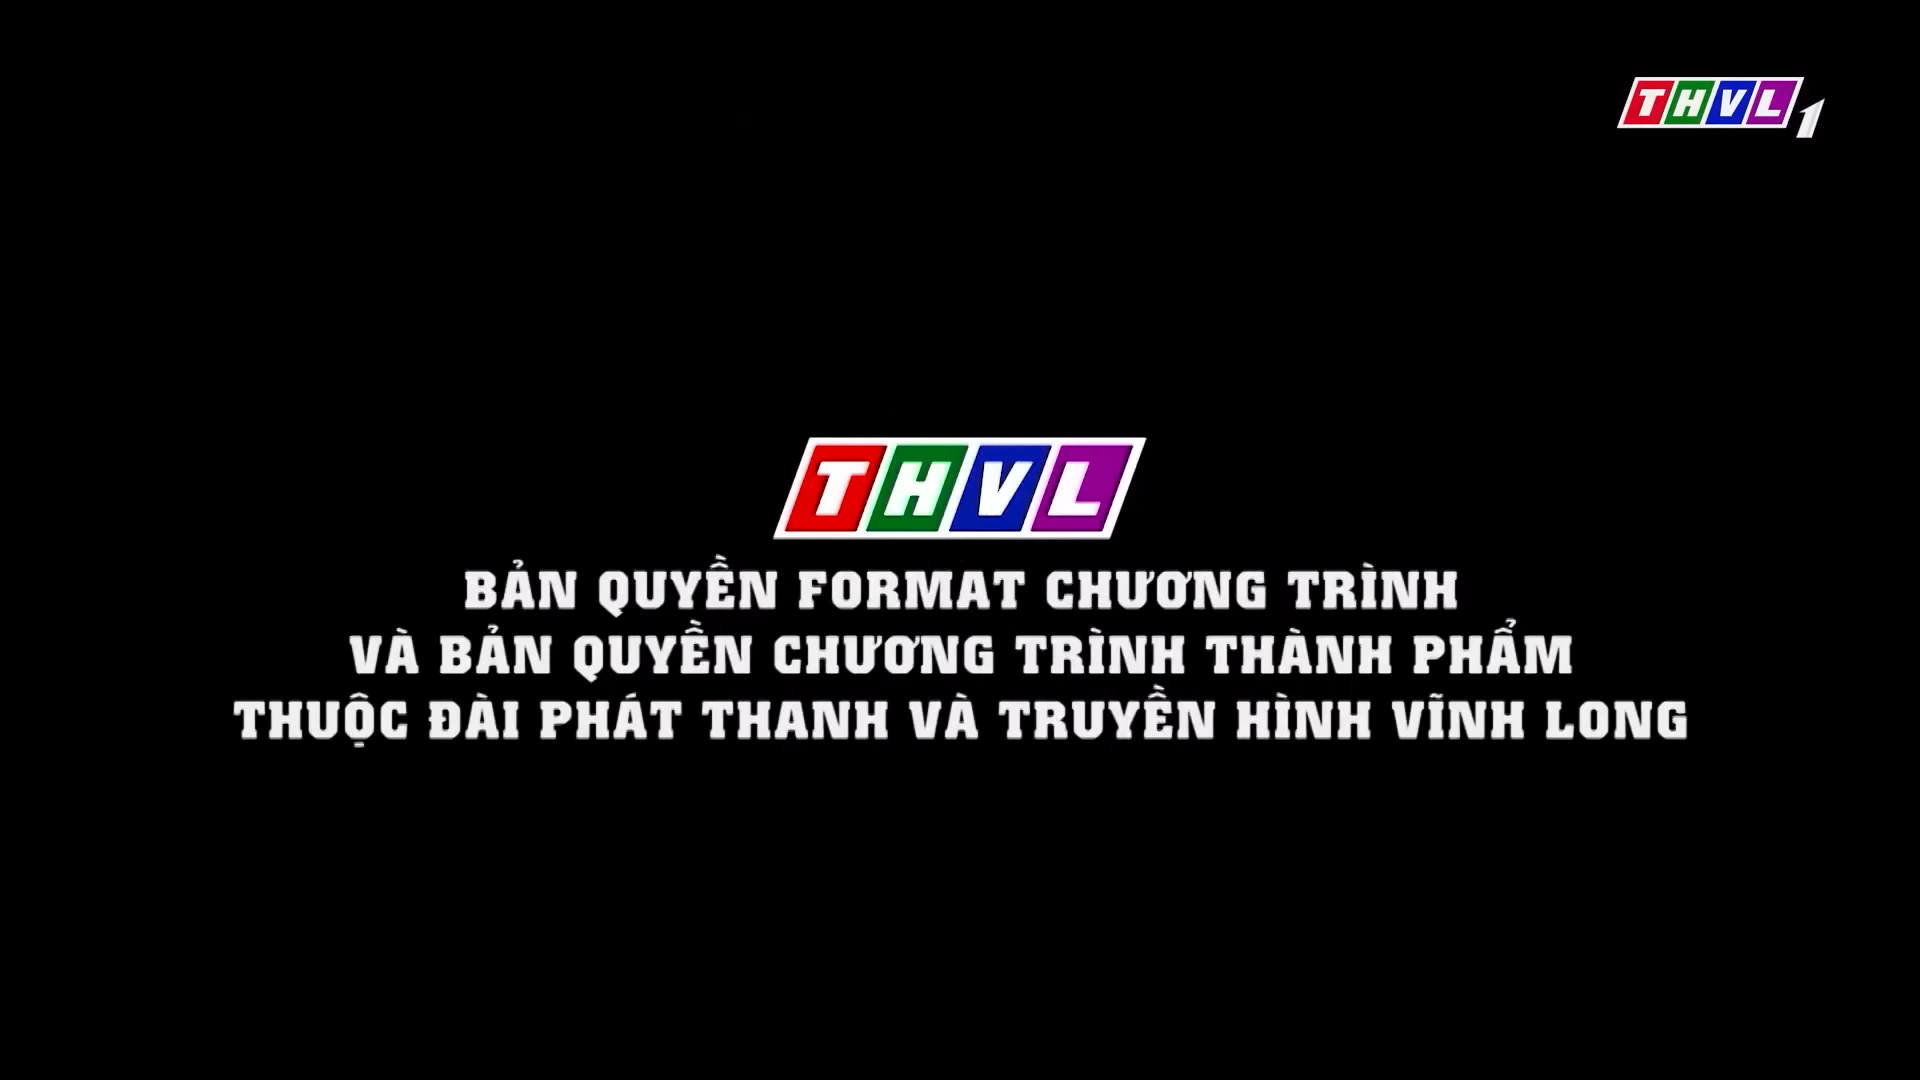 THVL1
THVL
BẢN QUYỀN FORMAT CHƯƠNG TRÌNH
VÀ BẢN QUYỀN CHƯƠNG TRÌNH THÀNH PHẨM
THUỘC ĐÀI PHÁT THANH VÀ TRUYỀN HÌNH VĨNH LONG